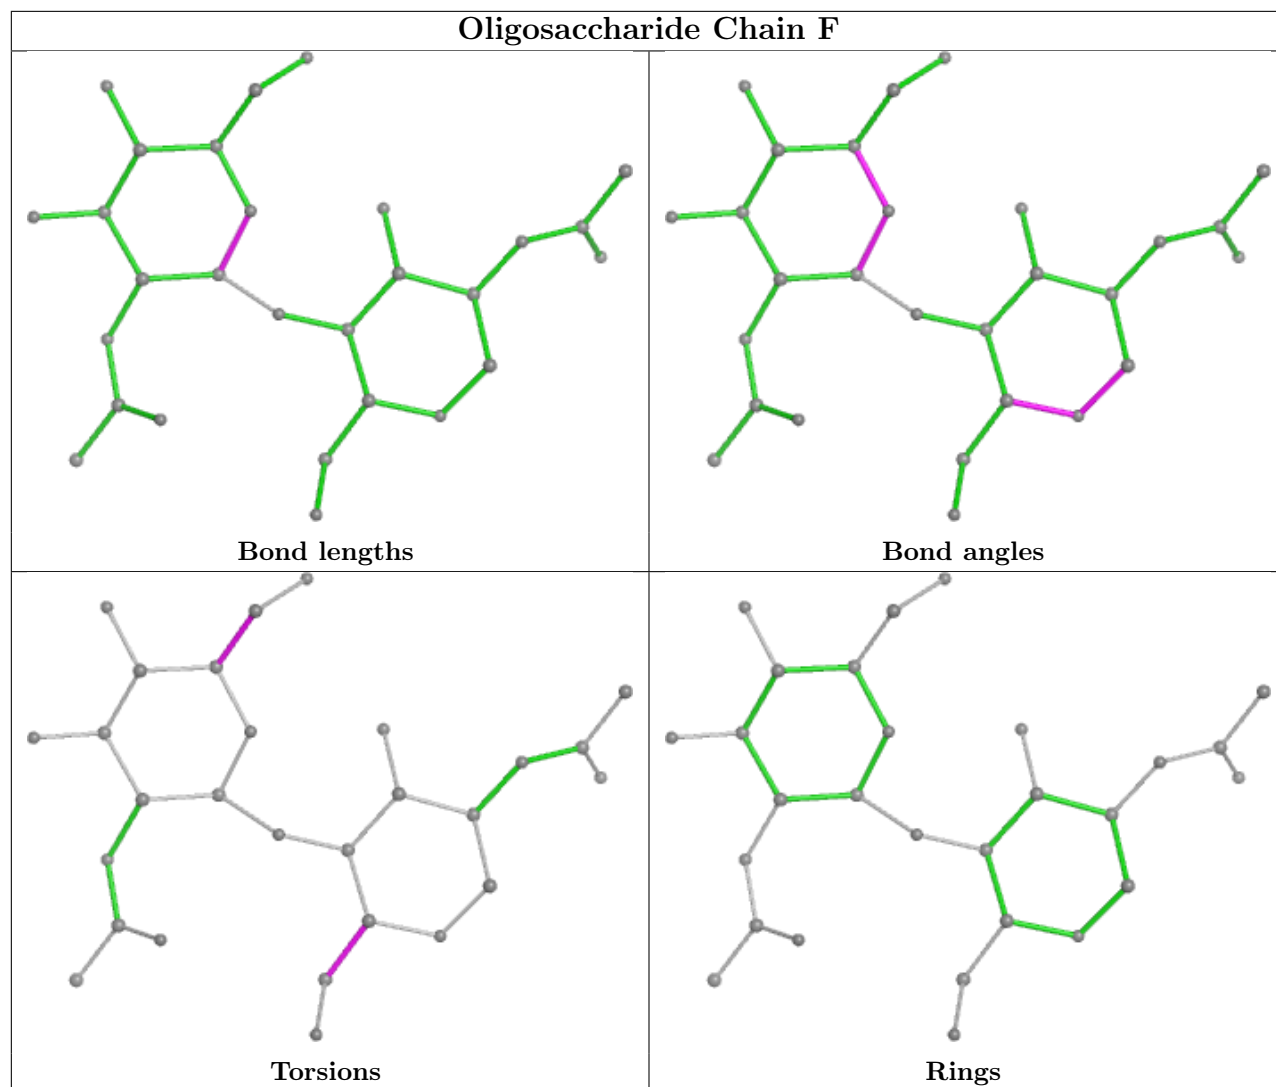 Oligosaccharide Chain F
Bond lengths
Bond angles
Torsions
Rings